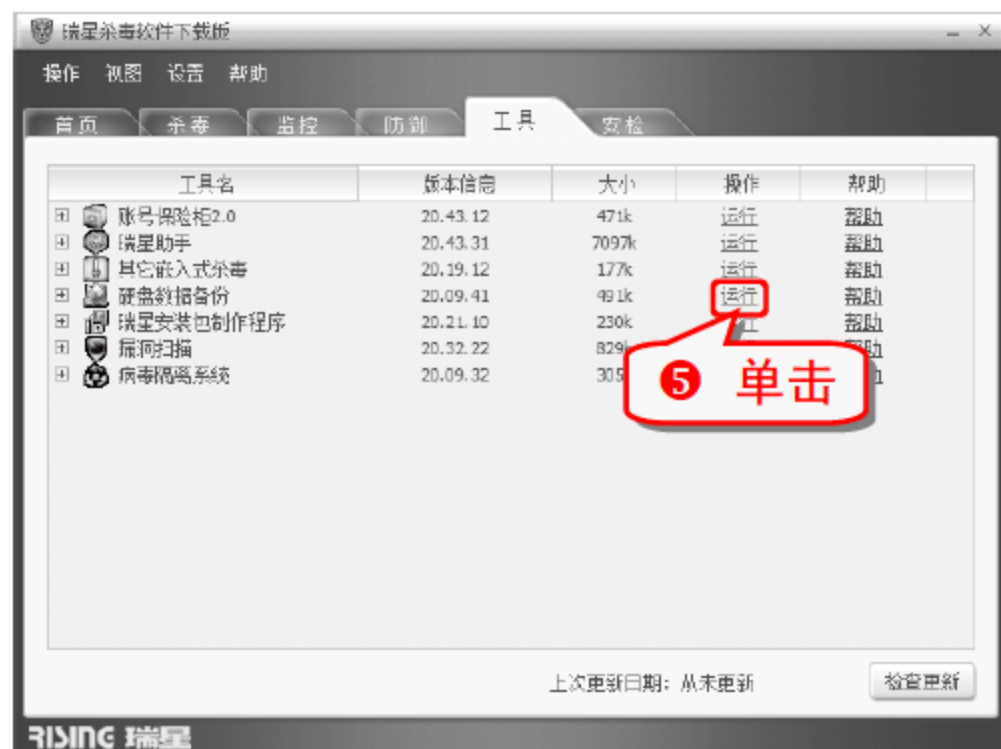 瑞星杀毒软件下载版
操作 视图 设置 帮助
首页 杀毒 监控 防御 工具 安检
工具名 版本信息 大小 操作 帮助
账号保险柜2.0 20.43.12 471k 运行 帮助
瑞星助手 20.43.31 7097k 运行 帮助
其它嵌入式杀毒 20.19.12 177k 运行 帮助
硬盘数据备份 20.09.41 491k 运行 帮助
瑞星安装包制作程序 20.21.10 230k 帮助
漏洞扫描 20.32.22 829
病毒隔离系统 20.09.32 305
❺ 单击
上次更新日期：从未更新 检查更新
RISING 瑞星